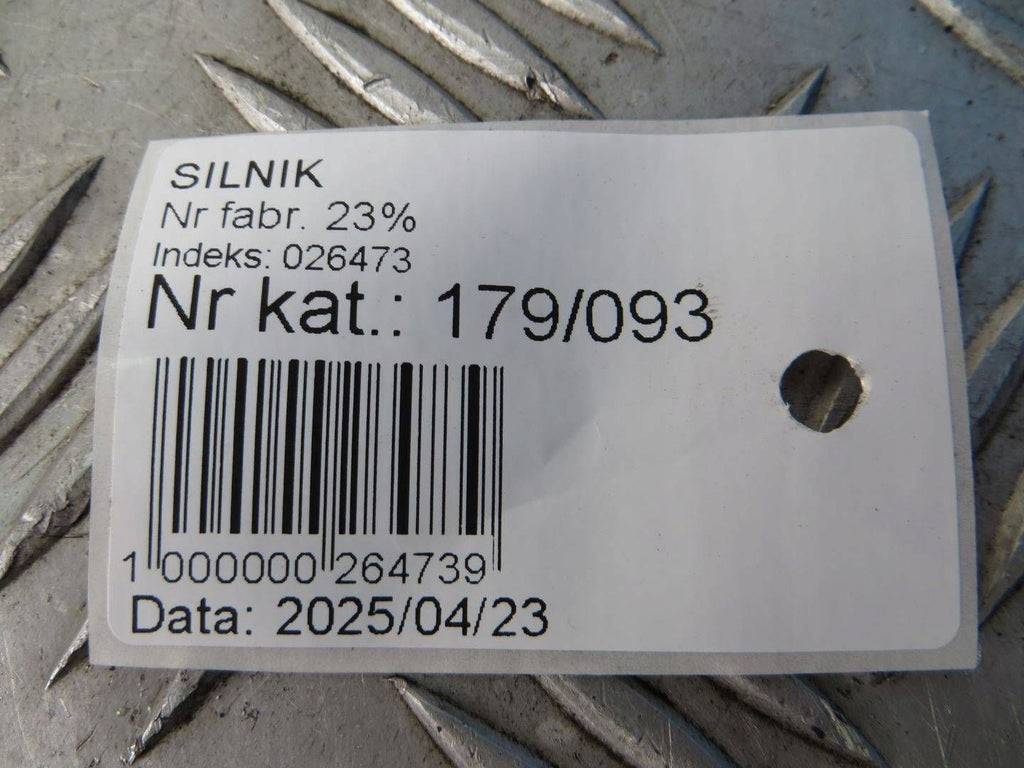 SILNIK
Nr fabr. 23%
Indeks: 026473
Nr kat.: 179/093
1 000000 264739
Data: 2025/04/23